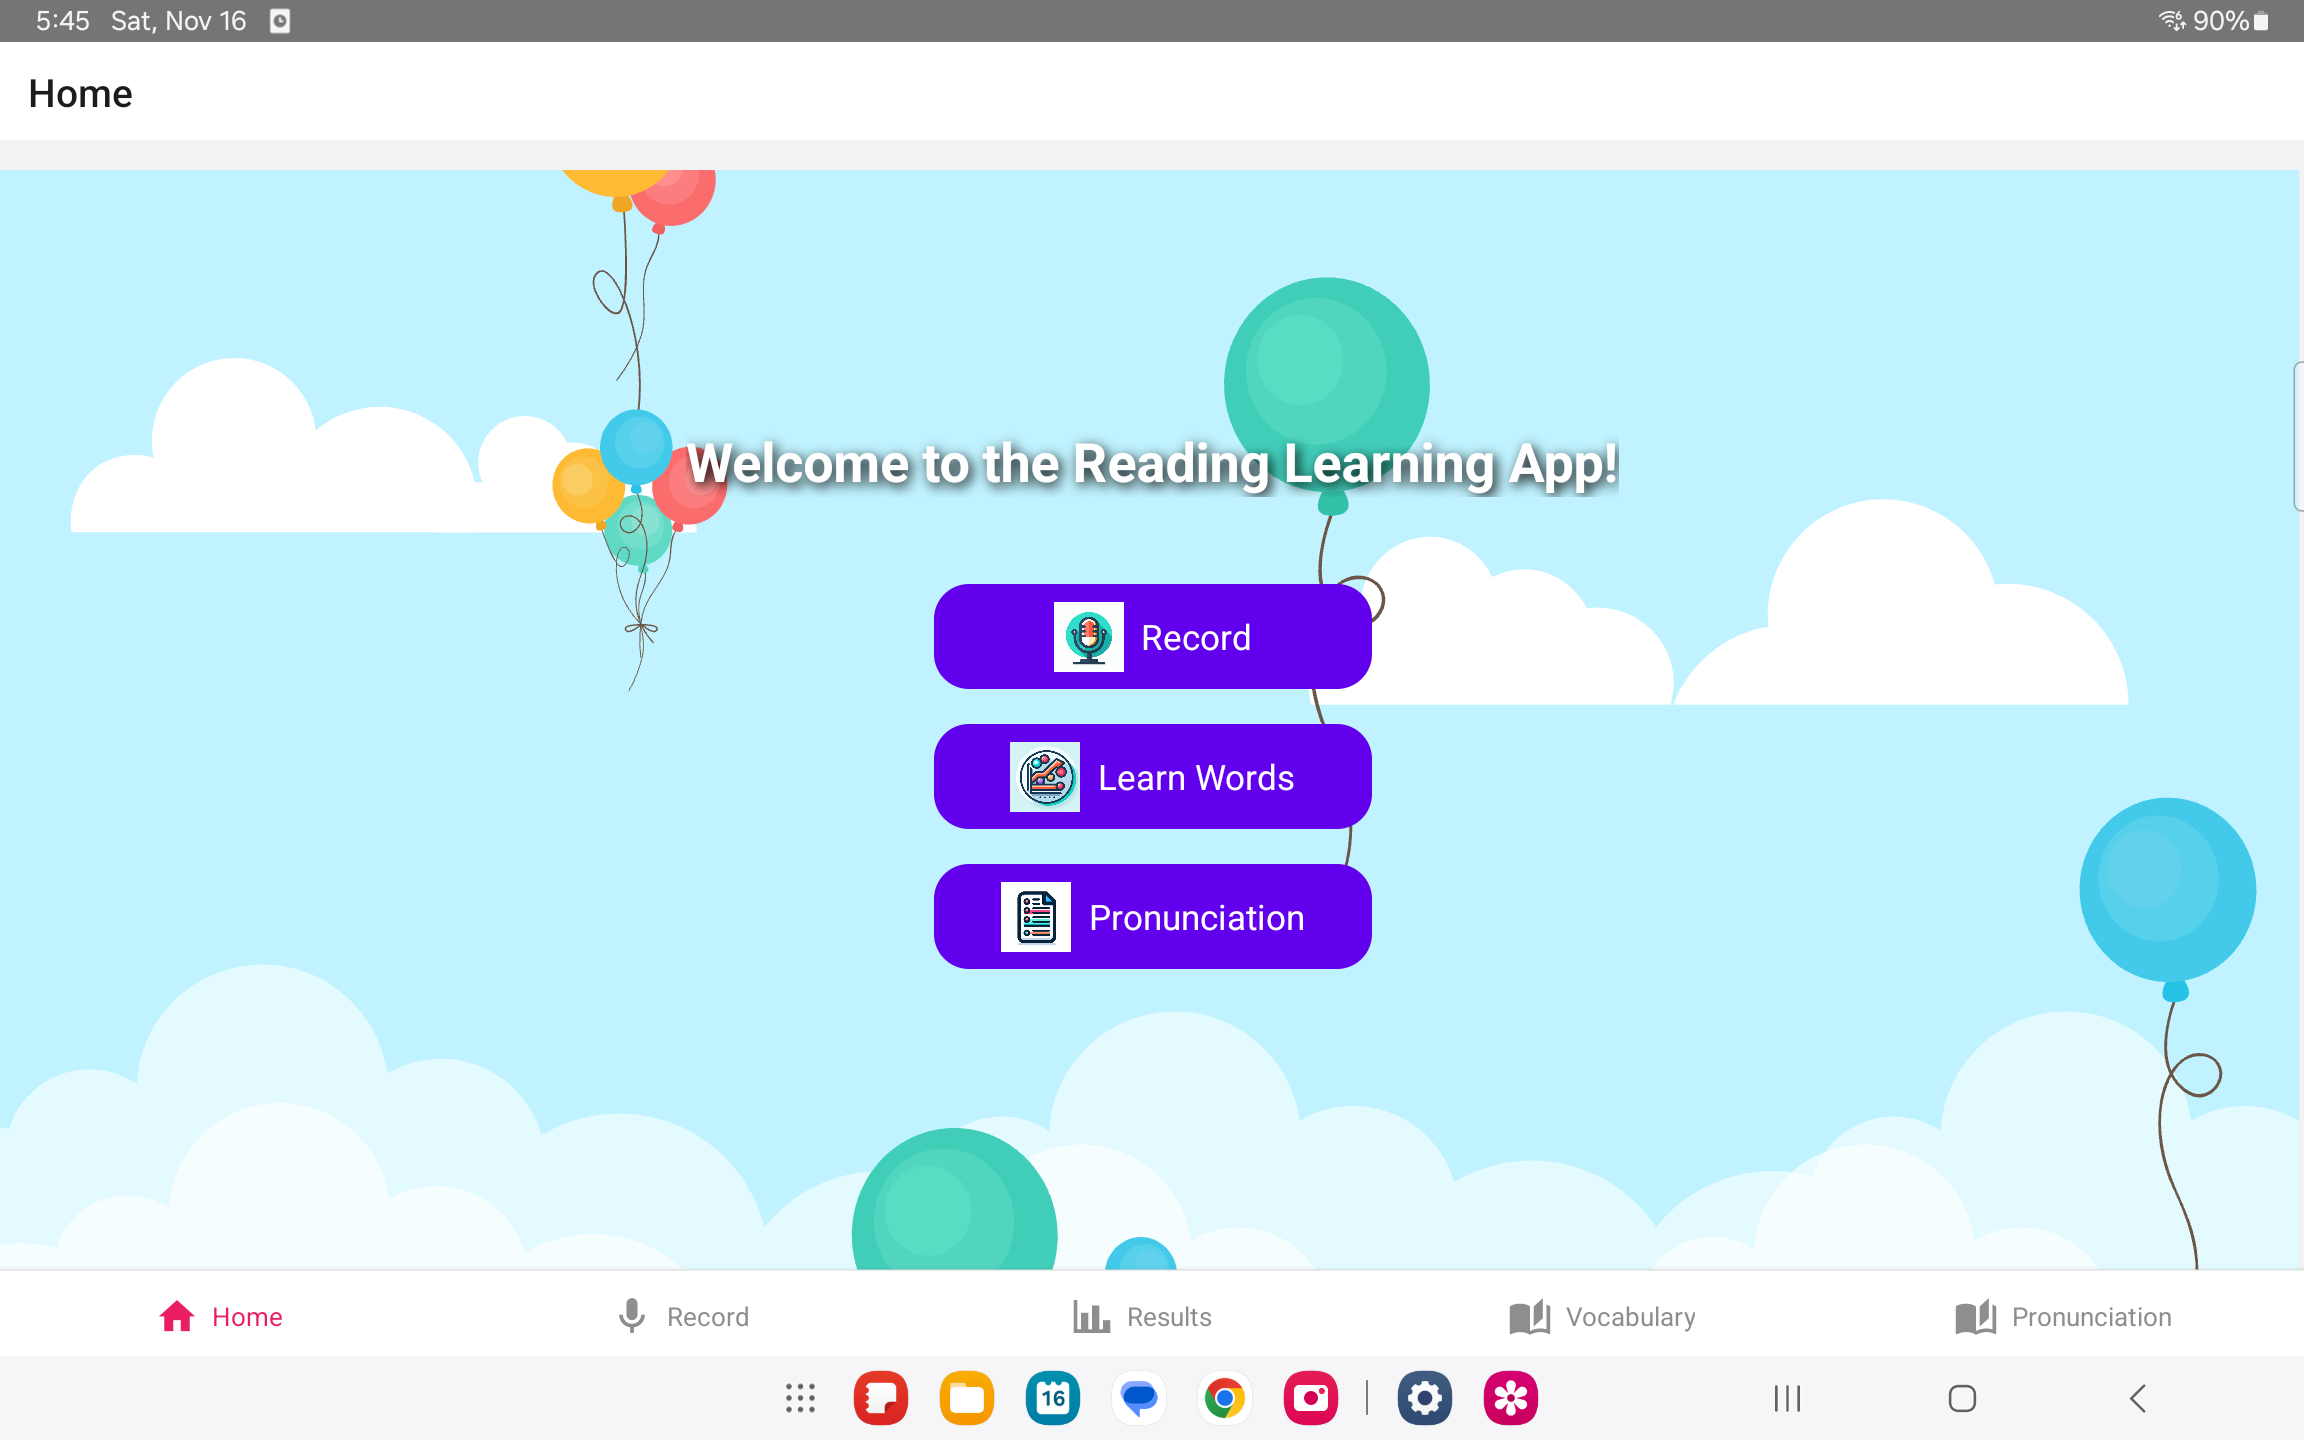 5:45 Sat, Nov 16 90%
Home
Welcome to the Reading Learning App!
Record
Learn Words
Pronunciation
Home Record Results Vocabulary Pronunciation
16